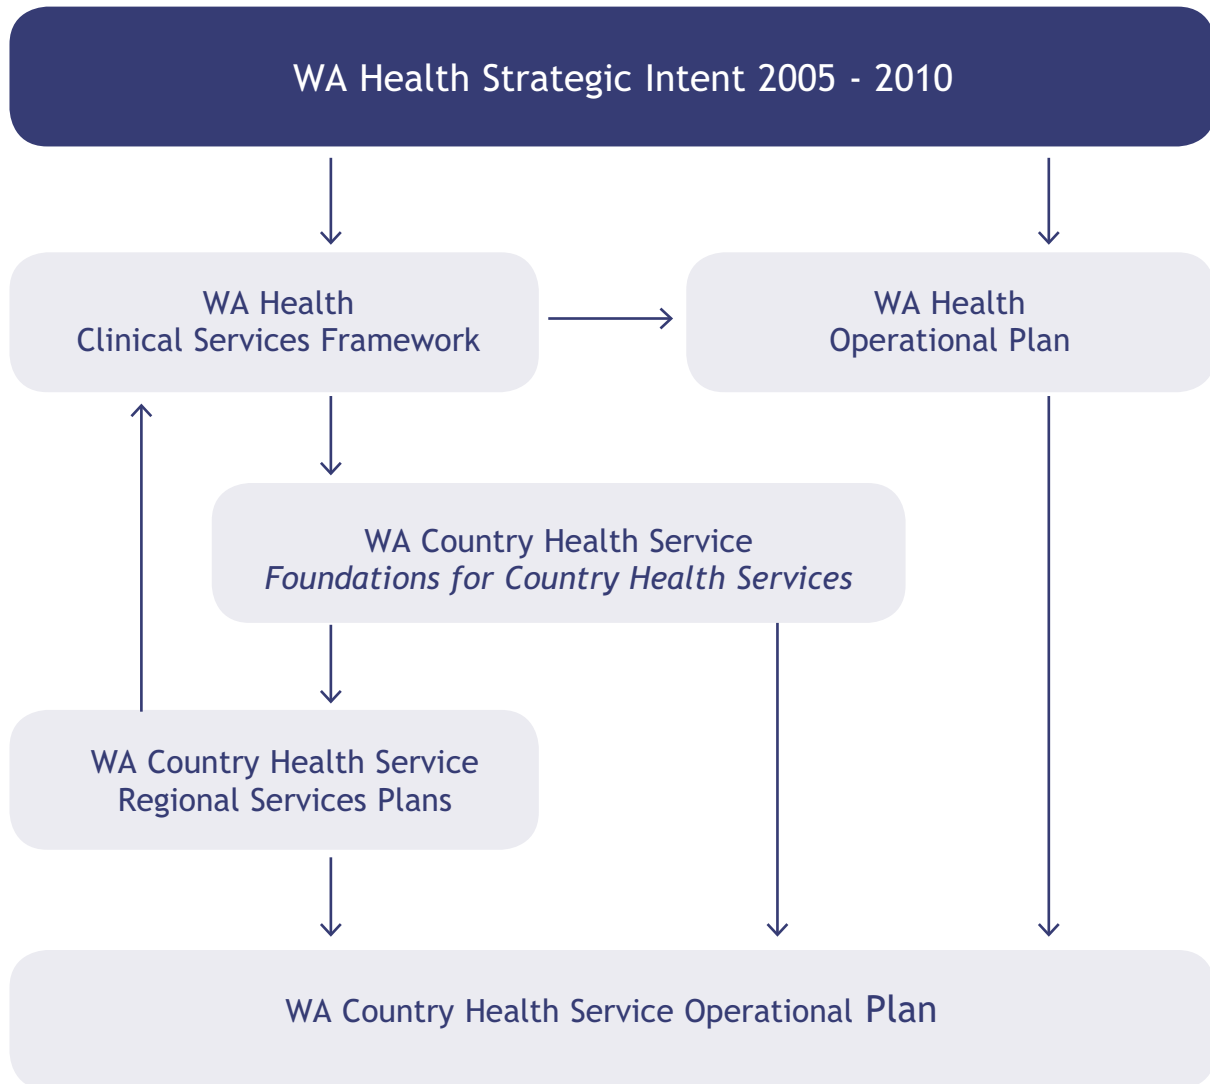 WA Health Strategic Intent 2005 - 2010
WA Health
Clinical Services Framework
WA Health
Operational Plan
WA Country Health Service
Foundations for Country Health Services
WA Country Health Service
Regional Services Plans
WA Country Health Service Operational Plan